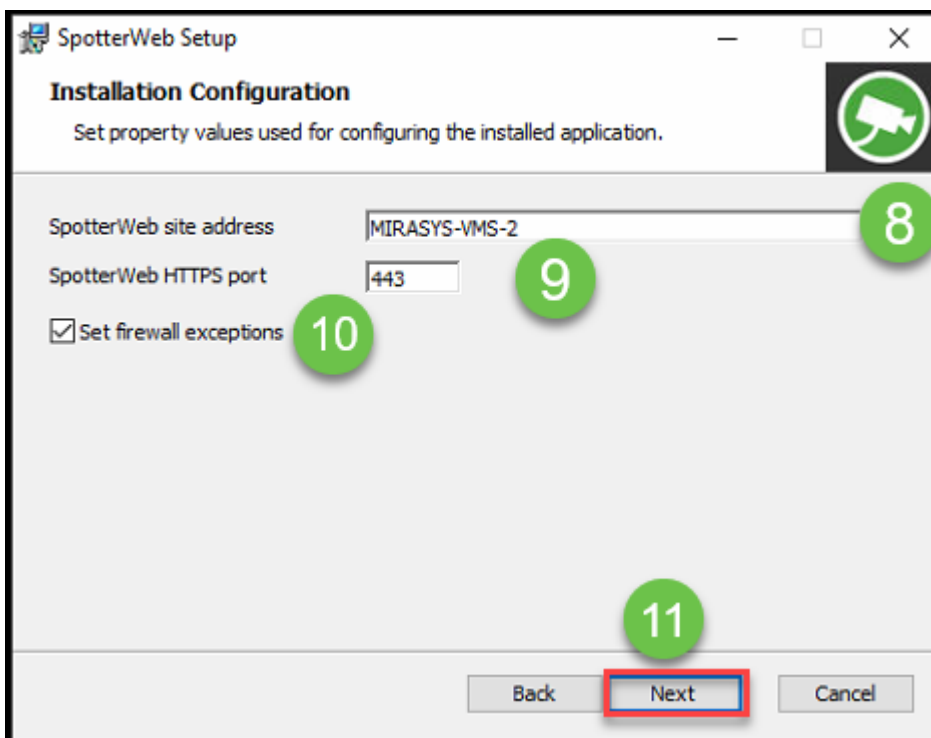 SpotterWeb Setup
Installation Configuration
Set property values used for configuring the installed application.
SpotterWeb site address MIRASYS-VMS-2 8
SpotterWeb HTTPS port 443 9
Set firewall exceptions 10
11
Back Next Cancel